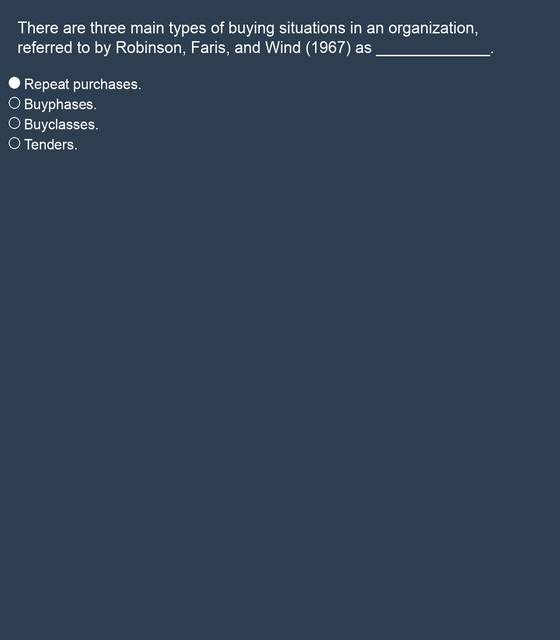 There are three main types of buying situations in an organization,
referred to by Robinson, Faris, and Wind (1967) as ______________.
Repeat purchases.
Buyphases.
Buyclasses.
Tenders.